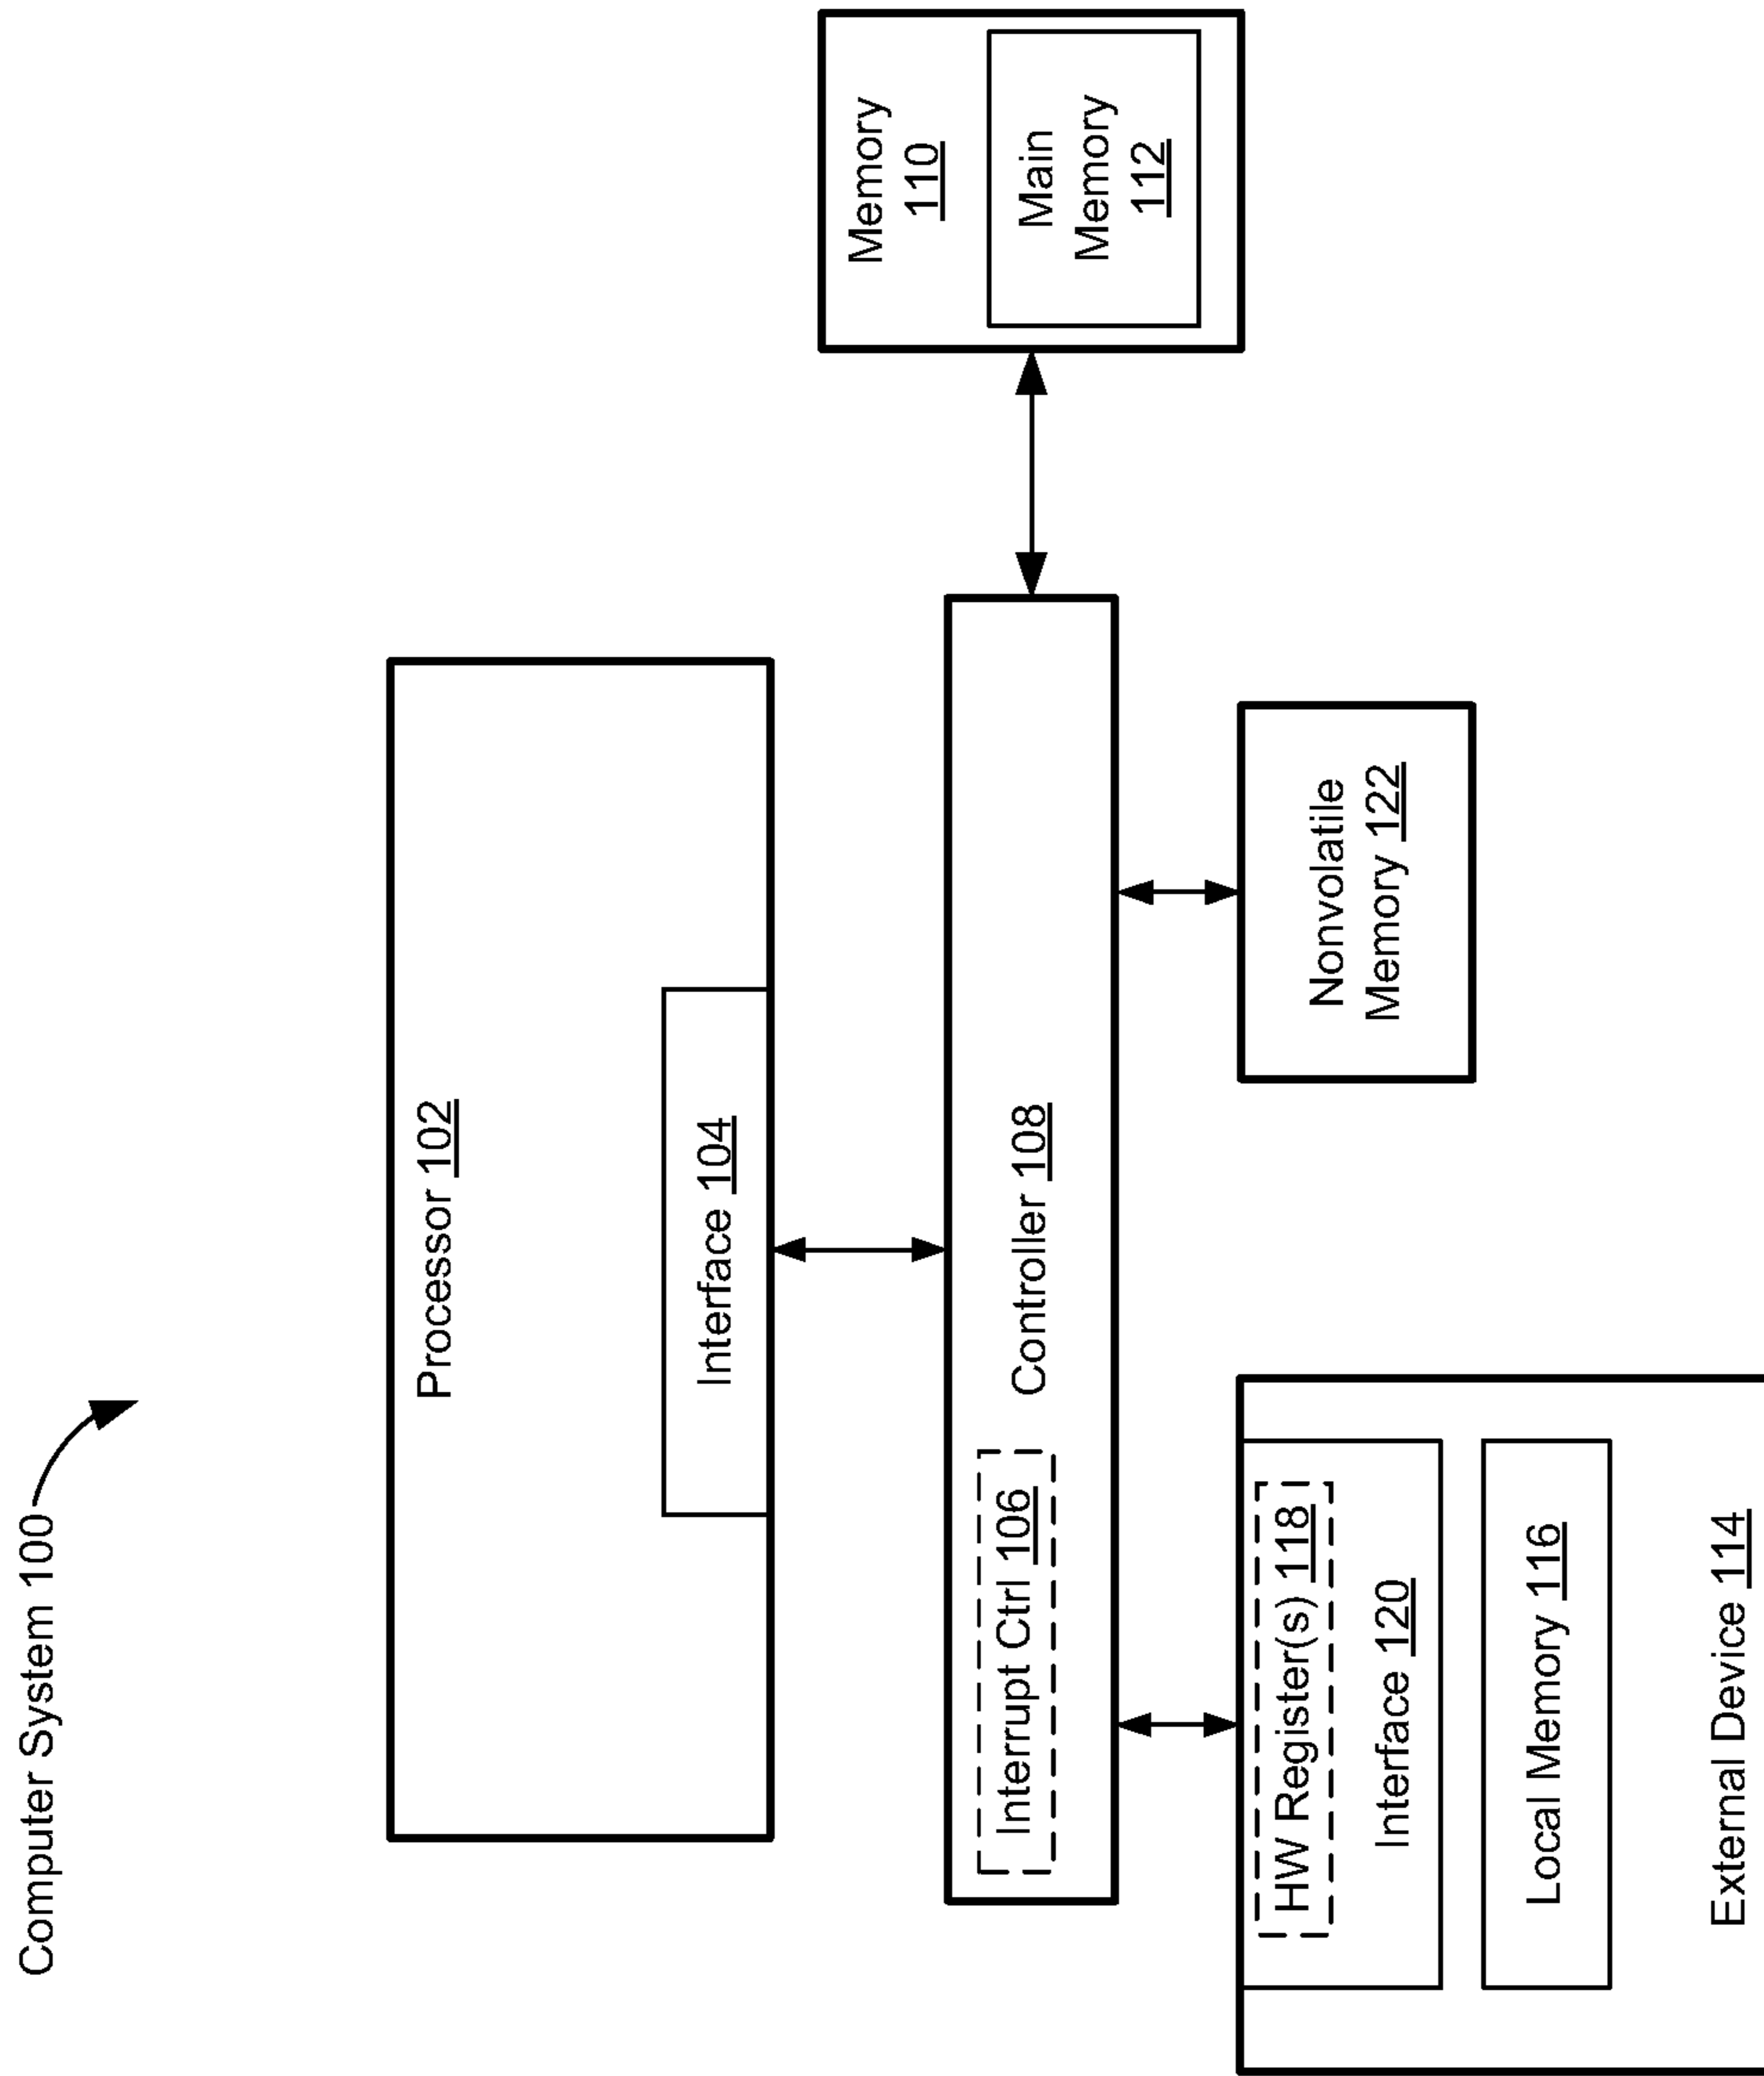 Computer System 100
Processor 102
Interface 104
Interrupt Ctrl 106
Controller 108
Memory
110
Main
Memory
112
HW Register(s) 118
Interface 120
Local Memory 116
External Device 114
Nonvolatile
Memory 122